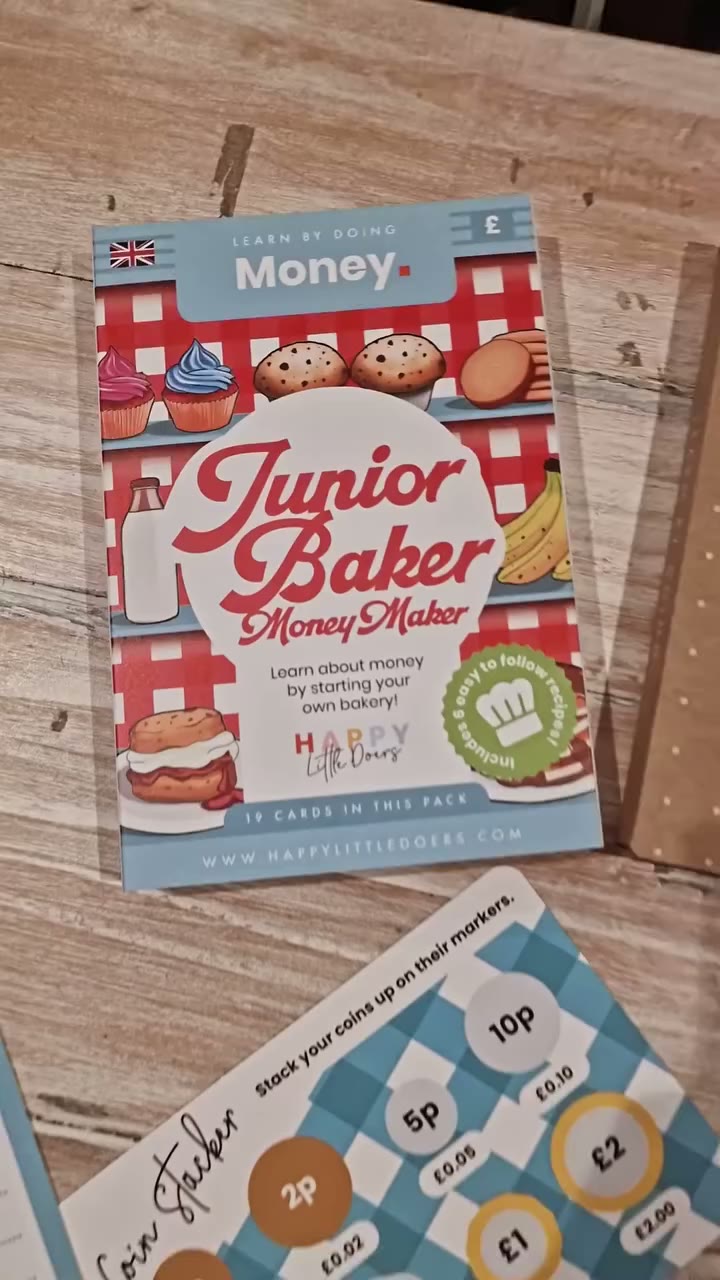 LEARN BY DOING
Money.
£
Junior
Baker
Money Maker
Learn about money
by starting your
own bakery!
includes 6 easy to follow recipes!
HAPPY
Little Doers
19 CARDS IN THIS PACK
WWW.HAPPYLITTLEDOERS.COM
Stack your coins up on their markers.
Coin Stacker
10p
£0.10
5p
£0.05
£2
£2.00
2p
£0.02
£1